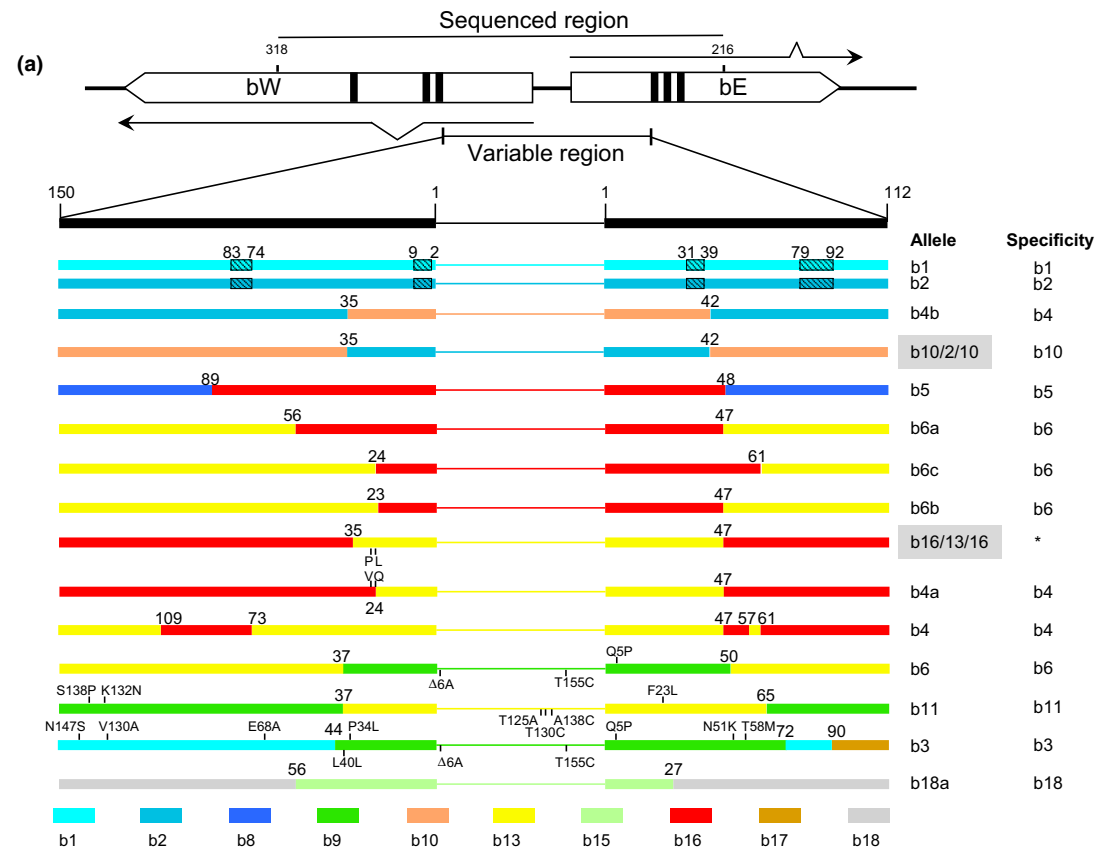 (a)
Sequenced region
318 216
bW bE
Variable region
150 1 1 112
Allele Specificity
83 74 9 2 31 39 79 92
b1 b1
b2 b2
35 42
b4b b4
35 42
b10/2/10 b10
89 48
b5 b5
56 47
b6a b6
24 61
b6c b6
23 47
b6b b6
35 47
b16/13/16 *
PL
VQ
b4a b4
24 47
109 73 47 57 61
b4 b4
37 Q5P 50
b6 b6
Δ6A T155C
S138P K132N 37 F23L 65
b11 b11
T125A A138C
T130C
N147S V130A E68A 44 P34L Q5P N51K T58M 72 90
b3 b3
L40L Δ6A T155C
56 27
b18a b18
b1 b2 b8 b9 b10 b13 b15 b16 b17 b18